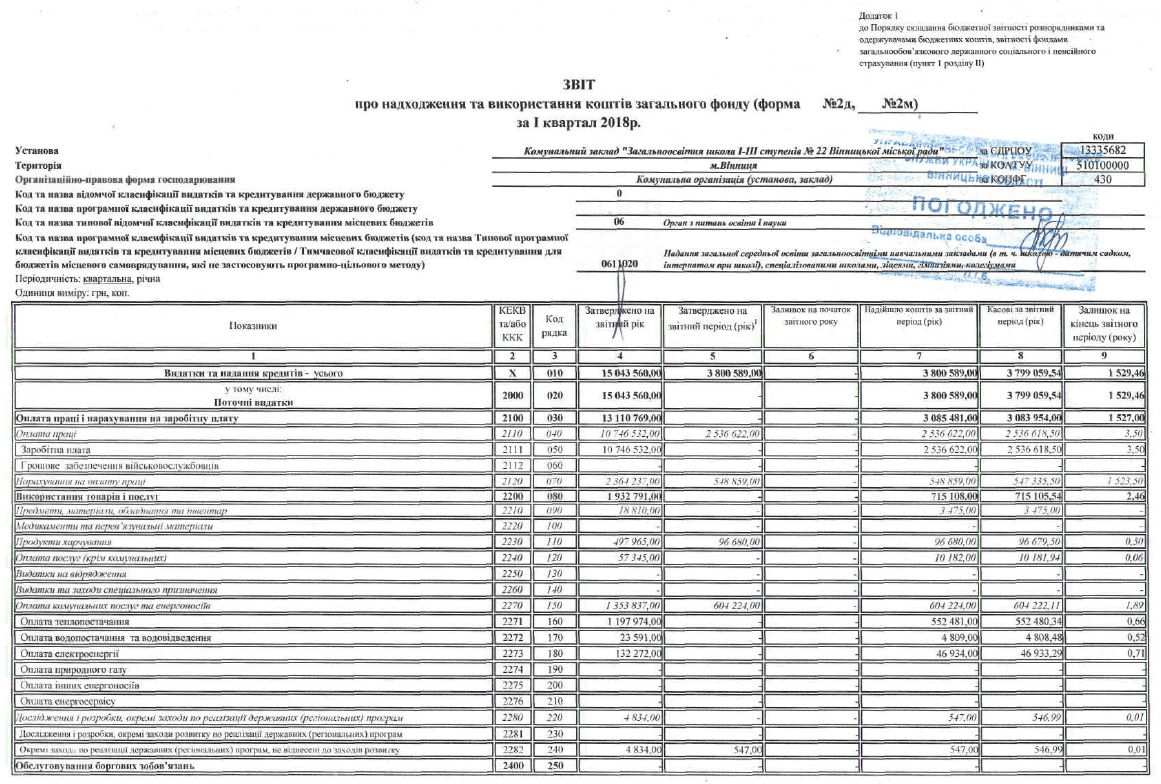 Додаток 1
до Порядку складання бюджетної звітності розпорядниками та
одержувачами бюджетних коштів, звітності фондами
загальнообов'язкового державного соціального і пенсійного
страхування (пункт 1 розділу II)
ЗВІТ
про надходження та використання коштів загального фонду (форма №2д, №2м)
за I квартал 2018р.
коди
Установа Комунальний заклад "Загальноосвітня школа I-III ступенів № 22 Вінницької міської ради" за ЄДРПОУ 13335682
Територія м.Вінниця за КОАТУУ 510100000
Організаційно-правова форма господарювання Комунальна організація (установа, заклад) за КОПФГ 430
Код та назва відомчої класифікації видатків та кредитування державного бюджету 0
Код та назва програмної класифікації видатків та кредитування державного бюджету
Код та назва типової відомчої класифікації видатків та кредитування місцевих бюджетів 06 Орган з питань освіти і науки
Код та назва програмної класифікації видатків та кредитування місцевих бюджетів (код та назва Типової програмної
класифікації видатків та кредитування місцевих бюджетів / Тимчасової класифікації видатків та кредитування для
бюджетів місцевого самоврядування, які не застосовують програмно-цільового методу) 0611020 Надання загальної середньої освіти загальноосвітніми навчальними закладами (в т. ч. школою - дитячим садком,
інтернатом при школі), спеціалізованими школами, ліцеями, гімназіями, колегіумами
ПОГОДЖЕНО
Відповідальна особа
П.І.Б.
Періодичність: квартальна, річна
Одиниця виміру: грн, коп.
Показники КЕКВ та/або ККК Код рядка Затверджено на звітний рік Затверджено на звітний період (рік)1 Залишок на початок звітного року Надійшло коштів за звітний період (рік) Касові за звітний період (рік) Залишок на кінець звітного періоду (року)
1 2 3 4 5 6 7 8 9
Видатки та надання кредитів - усього X 010 15 043 560,00 3 800 589,00 - 3 800 589,00 3 799 059,54 1 529,46
у тому числі:
Поточні видатки 2000 020 15 043 560,00 - - 3 800 589,00 3 799 059,54 1 529,46
Оплата праці і нарахування на заробітну плату 2100 030 13 110 769,00 - - 3 085 481,00 3 083 954,00 1 527,00
Оплата праці 2110 040 10 746 532,00 2 536 622,00 - 2 536 622,00 2 536 618,50 3,50
Заробітна плата 2111 050 10 746 532,00 - - 2 536 622,00 2 536 618,50 3,50
Грошове забезпечення військовослужбовців 2112 060 - - - - - -
Нарахування на оплату праці 2120 070 2 364 237,00 548 859,00 - 548 859,00 547 335,50 1 523,50
Використання товарів і послуг 2200 080 1 932 791,00 - - 715 108,00 715 105,54 2,46
Предмети, матеріали, обладнання та інвентар 2210 090 18 810,00 - - 3 475,00 3 475,00 -
Медикаменти та перев'язувальні матеріали 2220 100 - - - - - -
Продукти харчування 2230 110 497 965,00 96 680,00 - 96 680,00 96 679,50 0,50
Оплата послуг (крім комунальних) 2240 120 57 345,00 - - 10 182,00 10 181,94 0,06
Видатки на відрядження 2250 130 - - - - - -
Видатки та заходи спеціального призначення 2260 140 - - - - - -
Оплата комунальних послуг та енергоносіїв 2270 150 1 353 837,00 604 224,00 - 604 224,00 604 222,11 1,89
Оплата теплопостачання 2271 160 1 197 974,00 - - 552 481,00 552 480,34 0,66
Оплата водопостачання та водовідведення 2272 170 23 591,00 - - 4 809,00 4 808,48 0,52
Оплата електроенергії 2273 180 132 272,00 - - 46 934,00 46 933,29 0,71
Оплата природного газу 2274 190 - - - - - -
Оплата інших енергоносіїв 2275 200 - - - - - -
Оплата енергосервісу 2276 210 - - - - - -
Дослідження і розробки, окремі заходи по реалізації державних (регіональних) програм 2280 220 4 834,00 - - 547,00 546,99 0,01
Дослідження і розробки, окремі заходи розвитку по реалізації державних (регіональних) програм 2281 230 - - - - - -
Окремі заходи по реалізації державних (регіональних) програм, не віднесені до заходів розвитку 2282 240 4 834,00 547,00 - 547,00 546,99 0,01
Обслуговування боргових зобов'язань 2400 250 - - - - - -